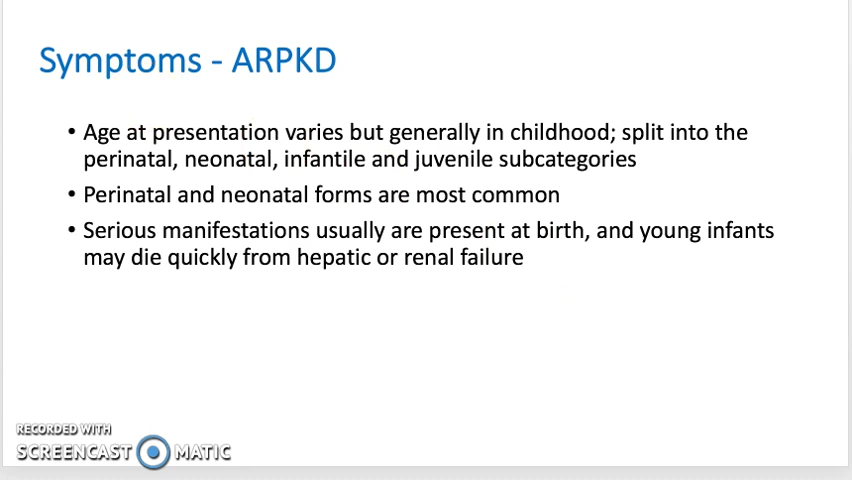 Symptoms - ARPKD
• Age at presentation varies but generally in childhood; split into the
perinatal, neonatal, infantile and juvenile subcategories
• Perinatal and neonatal forms are most common
• Serious manifestations usually are present at birth, and young infants
may die quickly from hepatic or renal failure
RECORDED WITH
SCREENCAST MATIC